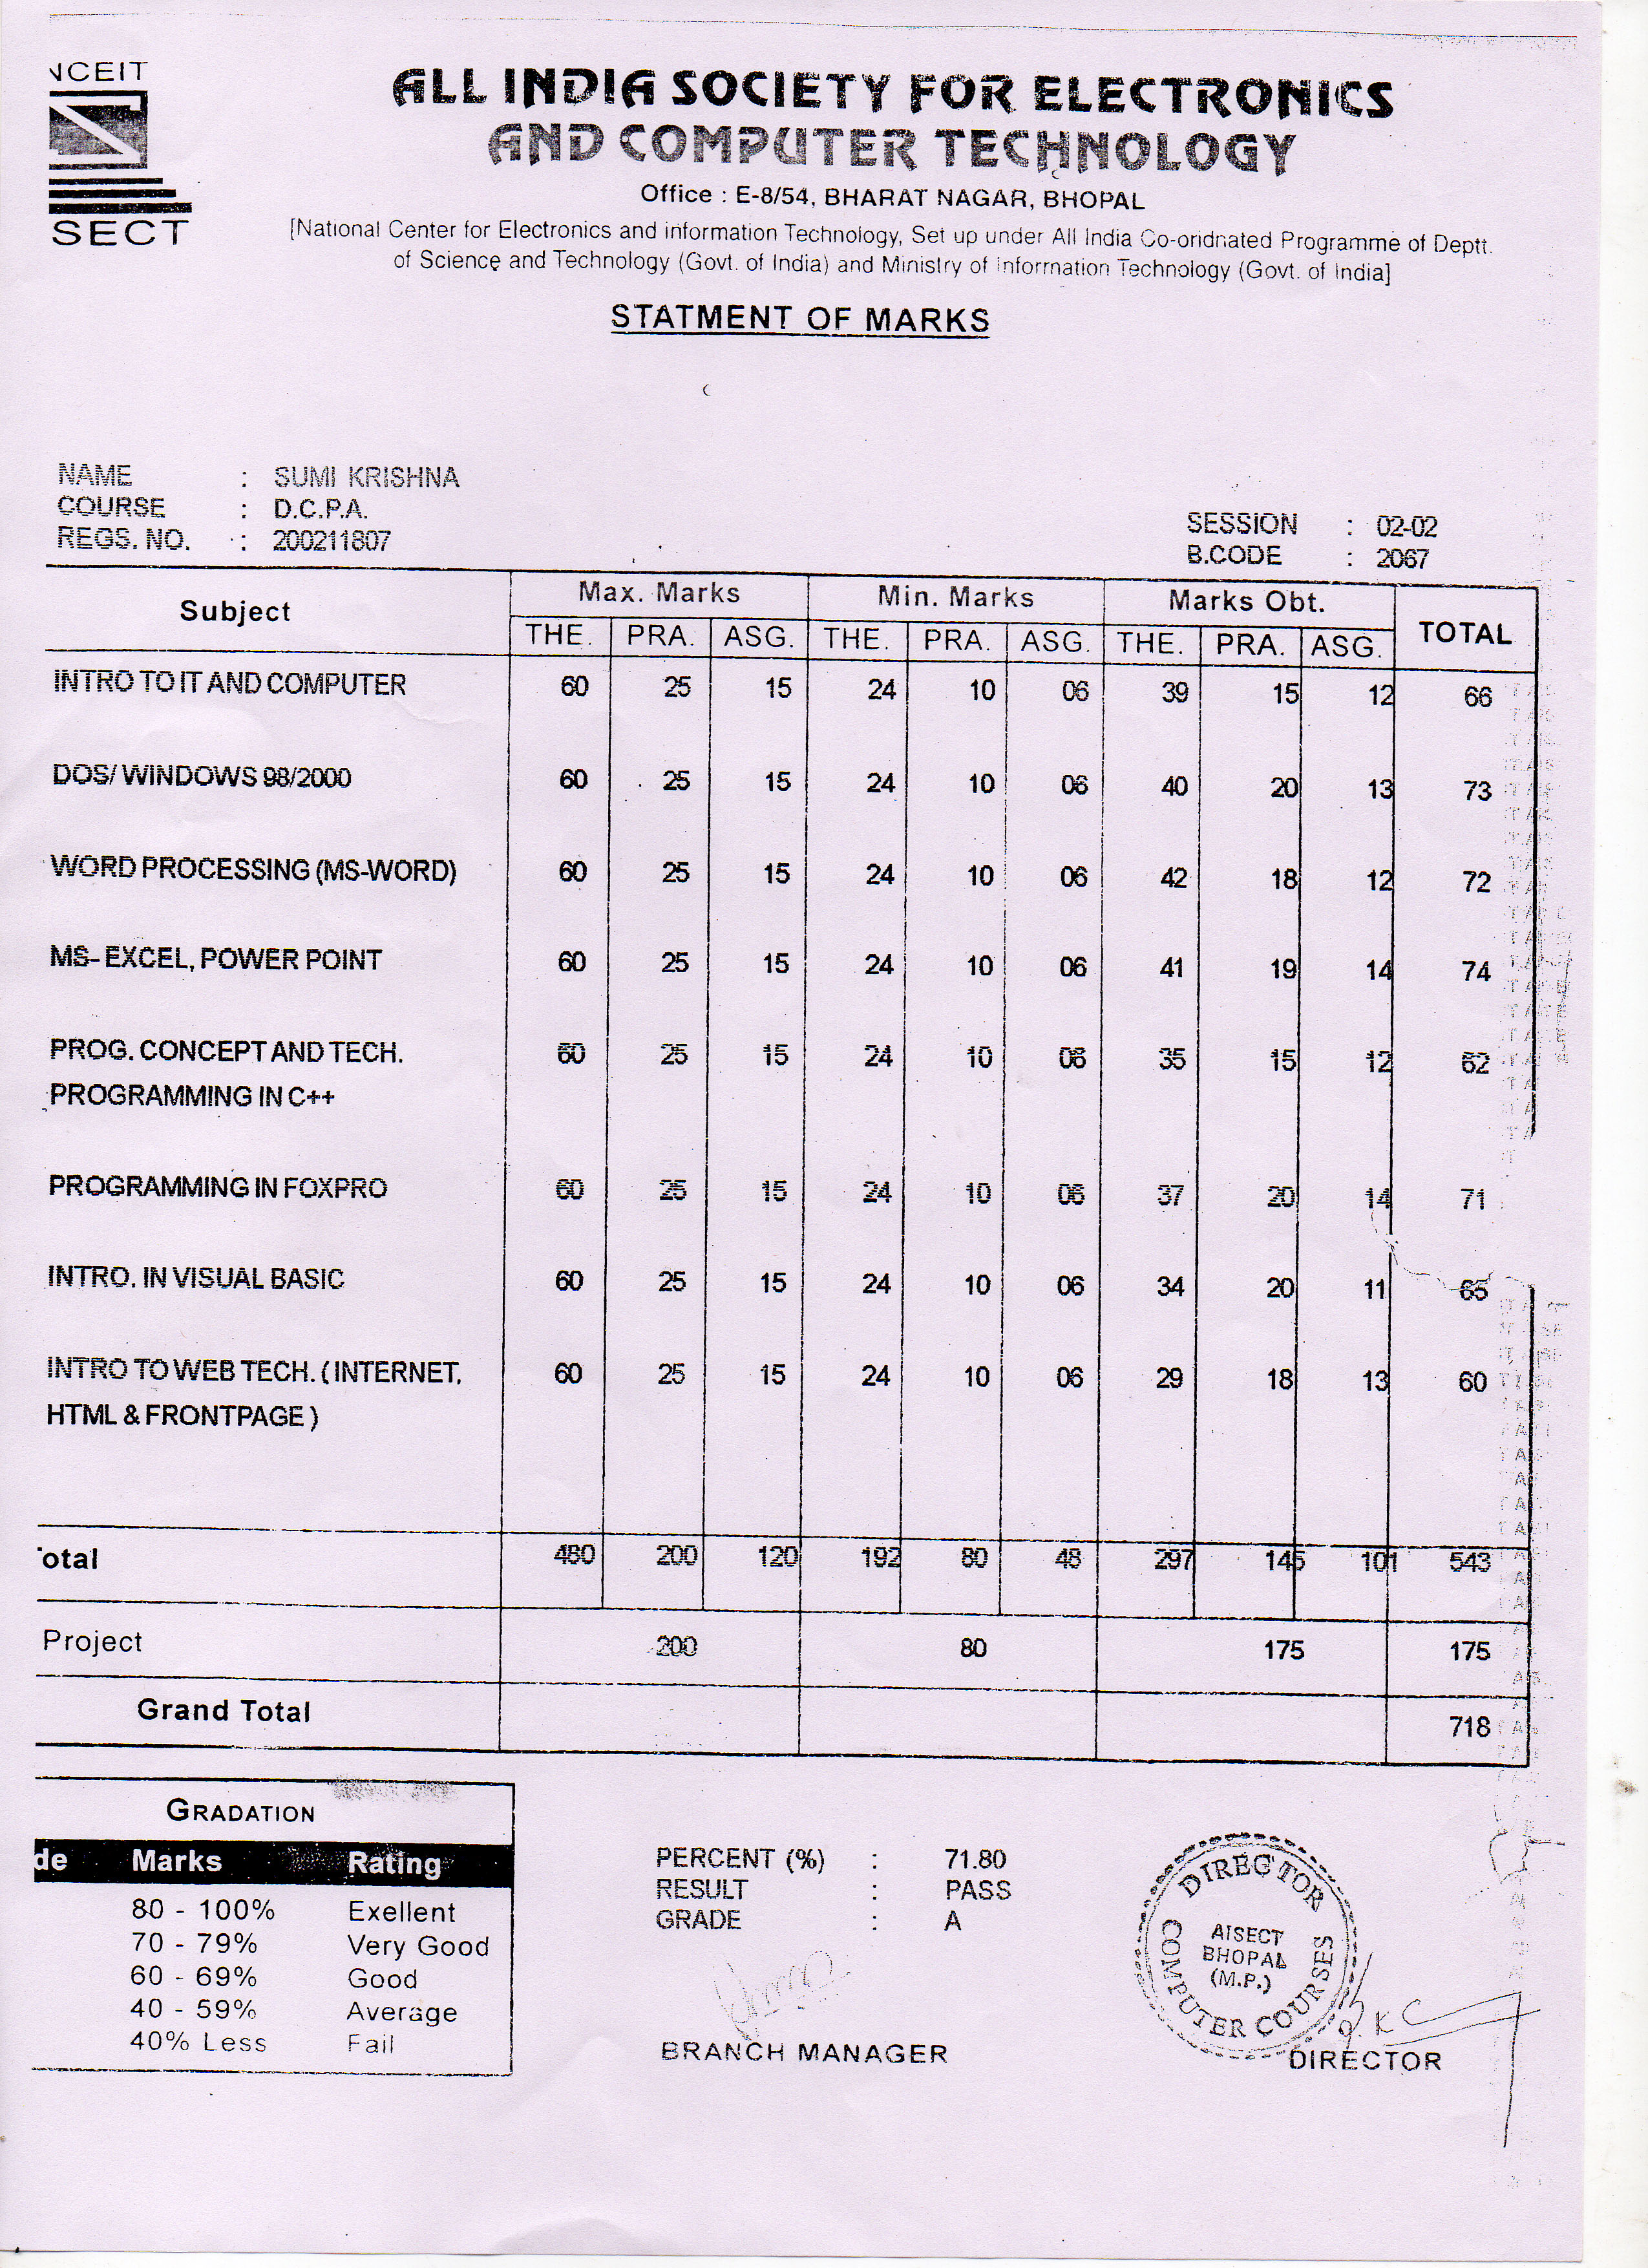 NCEIT
SECT
ALL INDIA SOCIETY FOR ELECTRONICS
AND COMPUTER TECHNOLOGY
Office : E-8/54, BHARAT NAGAR, BHOPAL
[National Center for Electronics and information Technology, Set up under All India Co-oridnated Programme of Deptt.
of Science and Technology (Govt. of India) and Ministry of Information Technology (Govt. of India]
STATMENT OF MARKS
NAME : SUMI KRISHNA
COURSE : D.C.P.A.
REGS. NO. : 200211807
SESSION : 02-02
B.CODE : 2067
Subject Max. Marks Min. Marks Marks Obt. TOTAL
THE. PRA. ASG. THE. PRA. ASG. THE. PRA. ASG.
INTRO TO IT AND COMPUTER 60 25 15 24 10 06 39 15 12 66
DOS/ WINDOWS 98/2000 60 25 15 24 10 06 40 20 13 73
WORD PROCESSING (MS-WORD) 60 25 15 24 10 06 42 18 12 72
MS- EXCEL, POWER POINT 60 25 15 24 10 06 41 19 14 74
PROG. CONCEPT AND TECH. 60 25 15 24 10 06 35 15 12 62
PROGRAMMING IN C++
PROGRAMMING IN FOXPRO 60 25 15 24 10 06 37 20 14 71
INTRO. IN VISUAL BASIC 60 25 15 24 10 06 34 20 11 65
INTRO TO WEB TECH. ( INTERNET, 60 25 15 24 10 06 29 18 13 60
HTML & FRONTPAGE )
otal 480 200 120 192 80 48 297 145 101 543
Project 200 80 175 175
Grand Total 718
GRADATION
de Marks Rating
80 - 100% Exellent
70 - 79% Very Good
60 - 69% Good
40 - 59% Average
40% Less Fail
PERCENT (%) : 71.80
RESULT : PASS
GRADE : A
BRANCH MANAGER
DIRECTOR
AISECT
BHOPAL
(M.P.)
COMPUTER COURSES
DIRECTOR